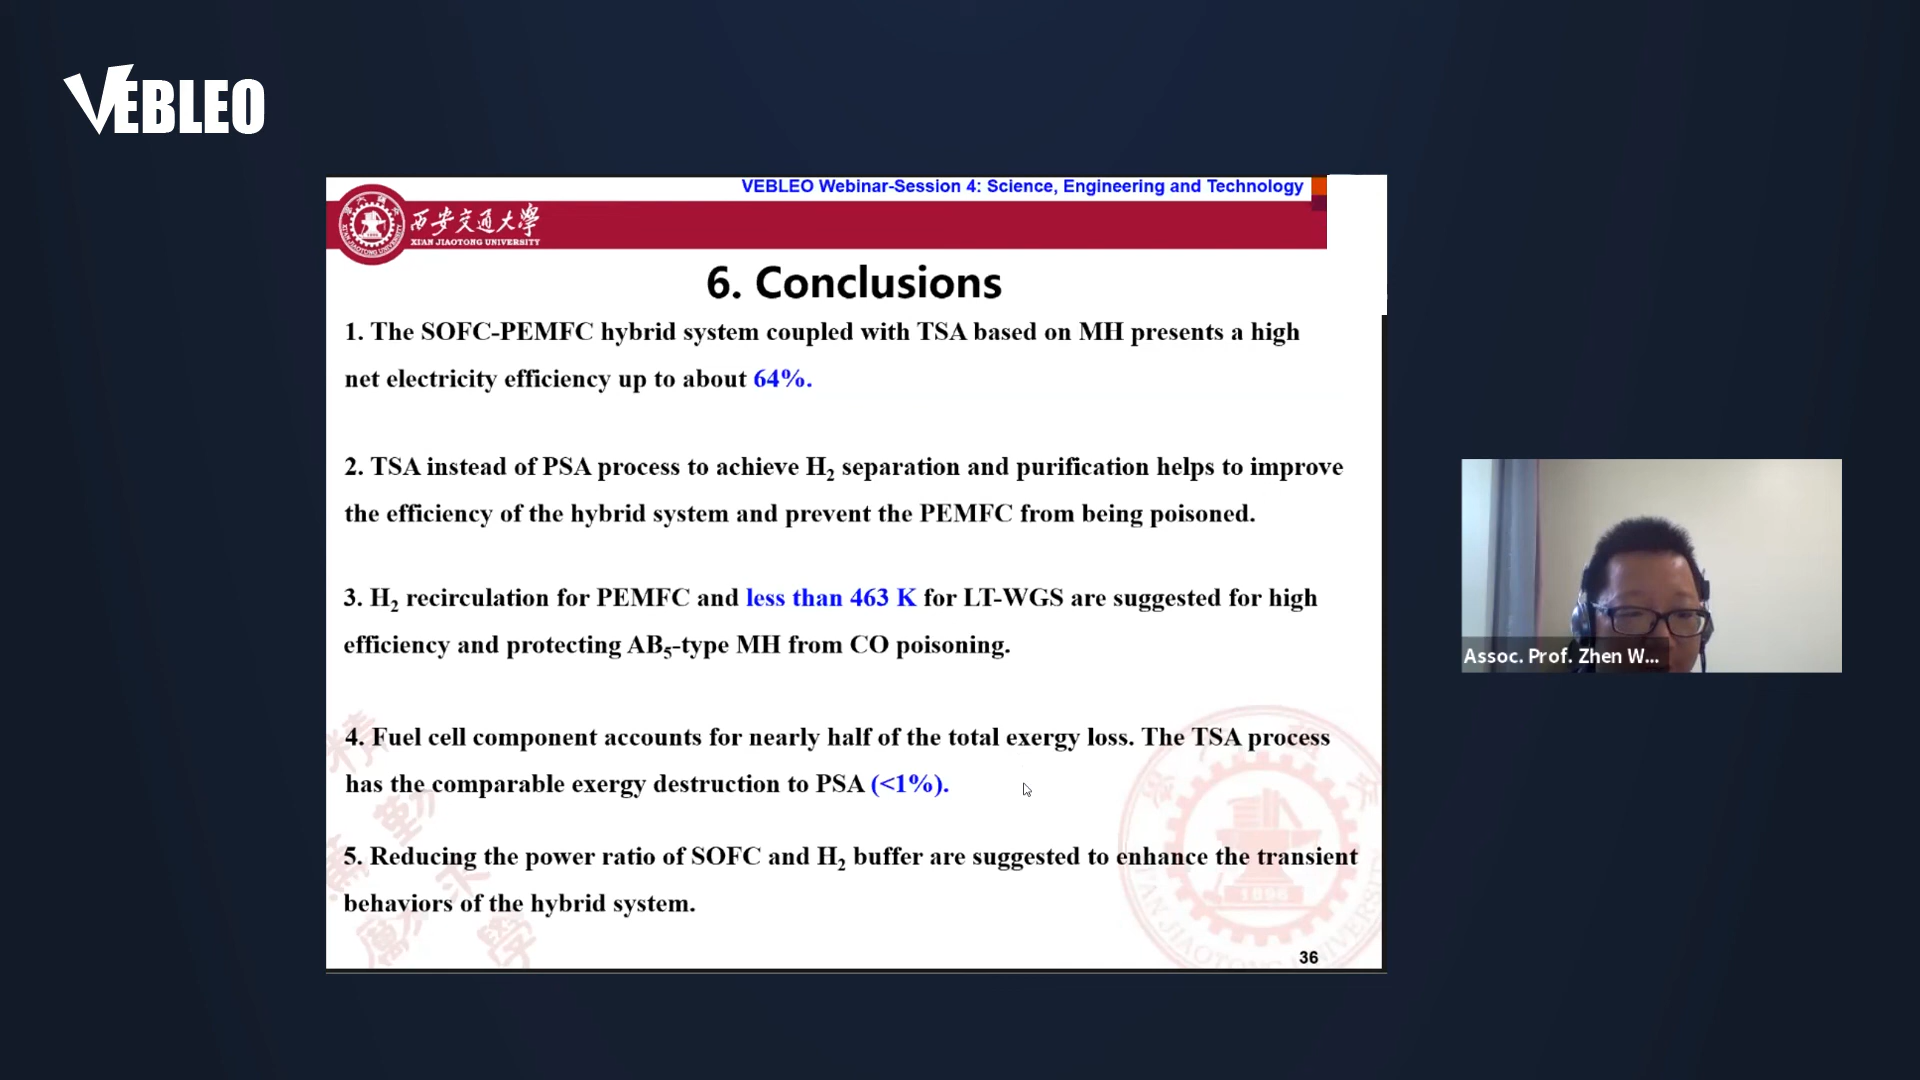 VEBLEO
VEBLEO Webinar-Session 4: Science, Engineering and Technology
西安交通大學
XI'AN JIAOTONG UNIVERSITY
6. Conclusions
1. The SOFC-PEMFC hybrid system coupled with TSA based on MH presents a high
net electricity efficiency up to about 64%.
2. TSA instead of PSA process to achieve H₂ separation and purification helps to improve
the efficiency of the hybrid system and prevent the PEMFC from being poisoned.
3. H₂ recirculation for PEMFC and less than 463 K for LT-WGS are suggested for high
efficiency and protecting AB₅-type MH from CO poisoning.
4. Fuel cell component accounts for nearly half of the total exergy loss. The TSA process
has the comparable exergy destruction to PSA (<1%).
5. Reducing the power ratio of SOFC and H₂ buffer are suggested to enhance the transient
behaviors of the hybrid system.
1896
36
Assoc. Prof. Zhen W...